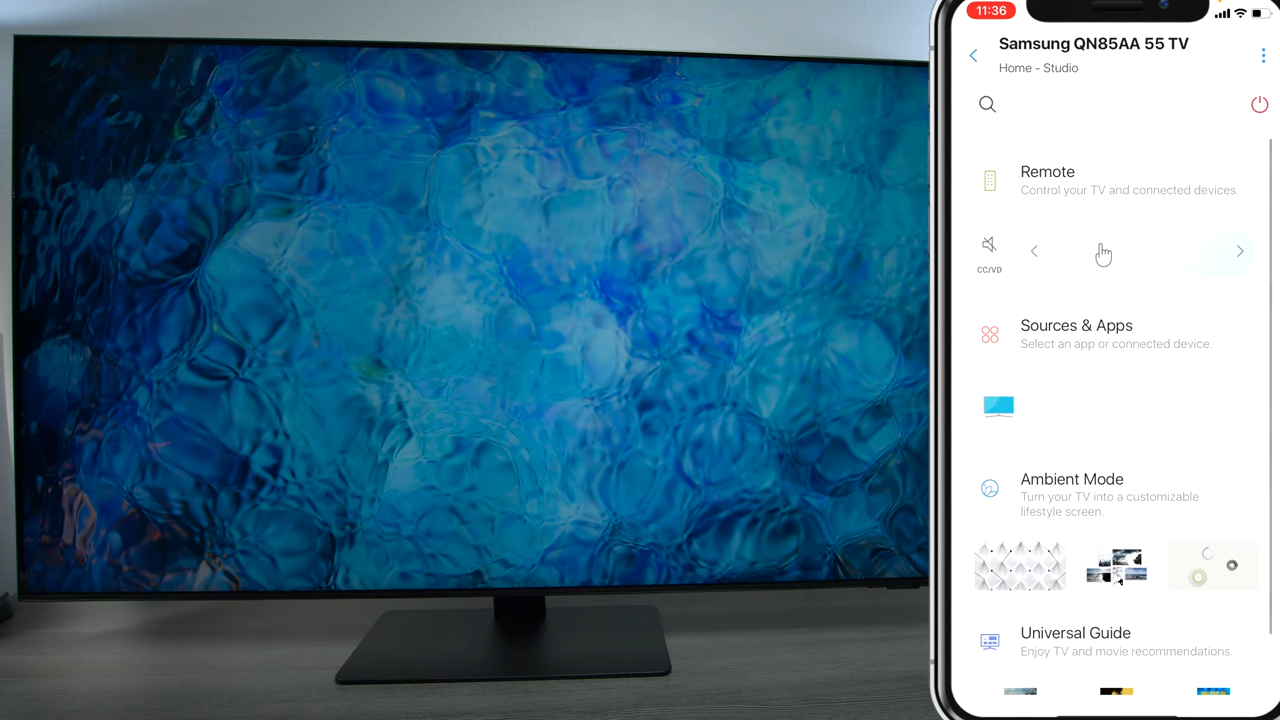 11:36
Samsung QN85AA 55 TV
Home - Studio
Remote
Control your TV and connected devices.
CC/VD
Sources & Apps
Select an app or connected device.
Ambient Mode
Turn your TV into a customizable
lifestyle screen.
Universal Guide
Enjoy TV and movie recommendations.